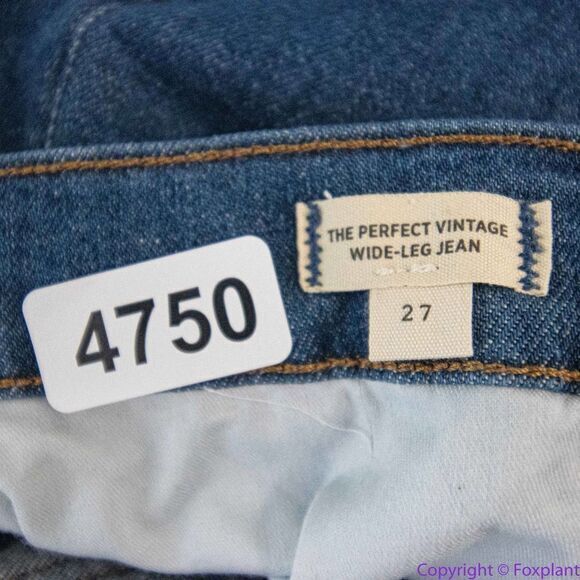 THE PERFECT VINTAGE
WIDE-LEG JEAN
27
4750
Copyright © Foxplant